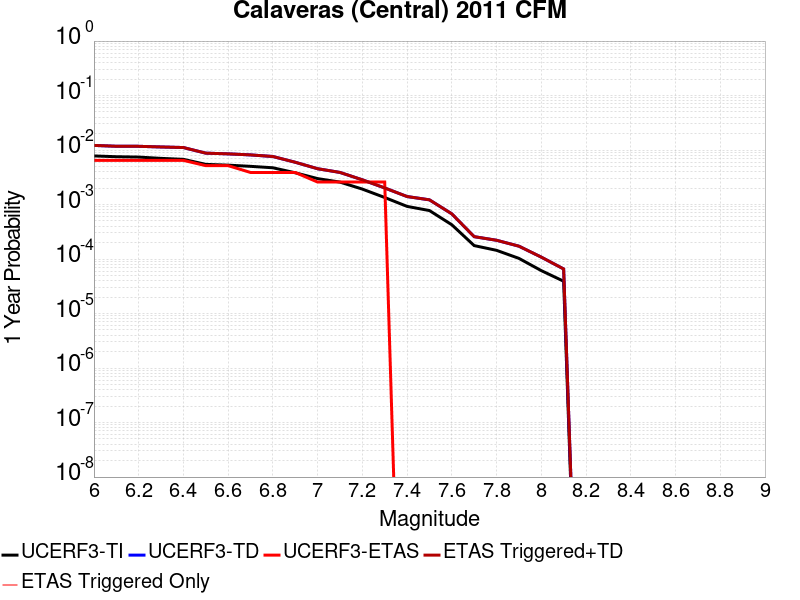 Calaveras (Central) 2011 CFM
10^0
10^-1
10^-2
10^-3
10^-4
10^-5
10^-6
10^-7
10^-8
1 Year Probability
6 6.2 6.4 6.6 6.8 7 7.2 7.4 7.6 7.8 8 8.2 8.4 8.6 8.8 9
Magnitude
UCERF3-TI UCERF3-TD UCERF3-ETAS ETAS Triggered+TD
ETAS Triggered Only